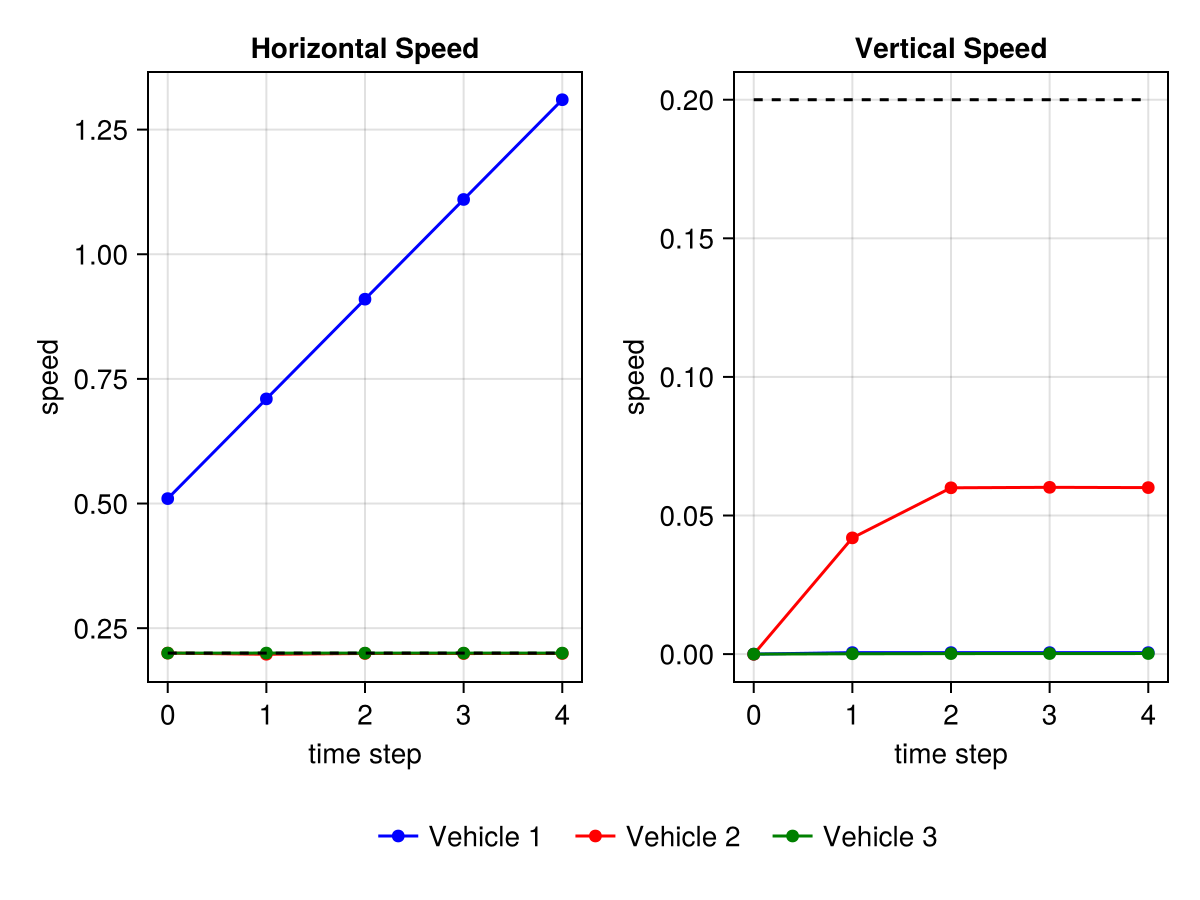 Horizontal Speed
1.25
1.00
0.75
0.50
0.25
speed
0 1 2 3 4
time step
Vertical Speed
0.20
0.15
0.10
0.05
0.00
speed
0 1 2 3 4
time step
Vehicle 1 Vehicle 2 Vehicle 3